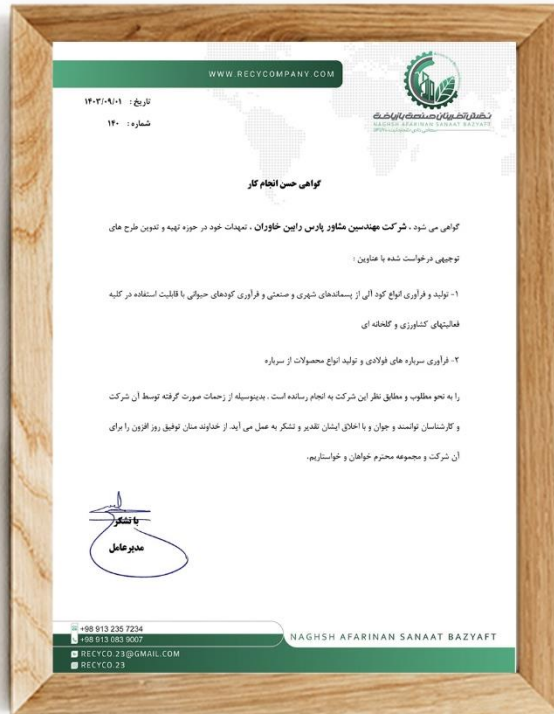 WWW.RECYCOMPANY.COM
نقش آفرینان صنعت بازیافت
NAGHSH AFARINAN SANAAT BAZYAFT
تاریخ : ۱۴۰۳/۰۹/۰۱
شماره : ۱۴۰
گواهی حسن انجام کار
گواهی می شود ، شرکت مهندسین مشاور پارس رایبن خاوران ، تعهدات خود در حوزه تهیه و تدوین طرح های
توجیهی درخواست شده با عناوین :
۱- تولید و فرآوری انواع کود آلی از پسماندهای شهری و صنعتی و فرآوری کودهای حیوانی با قابلیت استفاده در کلیه
فعالیتهای کشاورزی و گلخانه ای
۲- فرآوری سرباره های فولادی و تولید انواع محصولات از سرباره
را به نحو مطلوب و مطابق نظر این شرکت به انجام رسانده است . بدینوسیله از زحمات صورت گرفته توسط آن شرکت
و کارشناسان توانمند و جوان و با اخلاق ایشان تقدیر و تشکر به عمل می آید. از خداوند منان توفیق روز افزون را برای
آن شرکت و مجموعه محترم خواهان و خواستاریم.
با تشکر
مدیرعامل
+98 913 235 7234
+98 913 083 9007
RECYCO.23@GMAIL.COM
RECYCO.23
NAGHSH AFARINAN SANAAT BAZYAFT